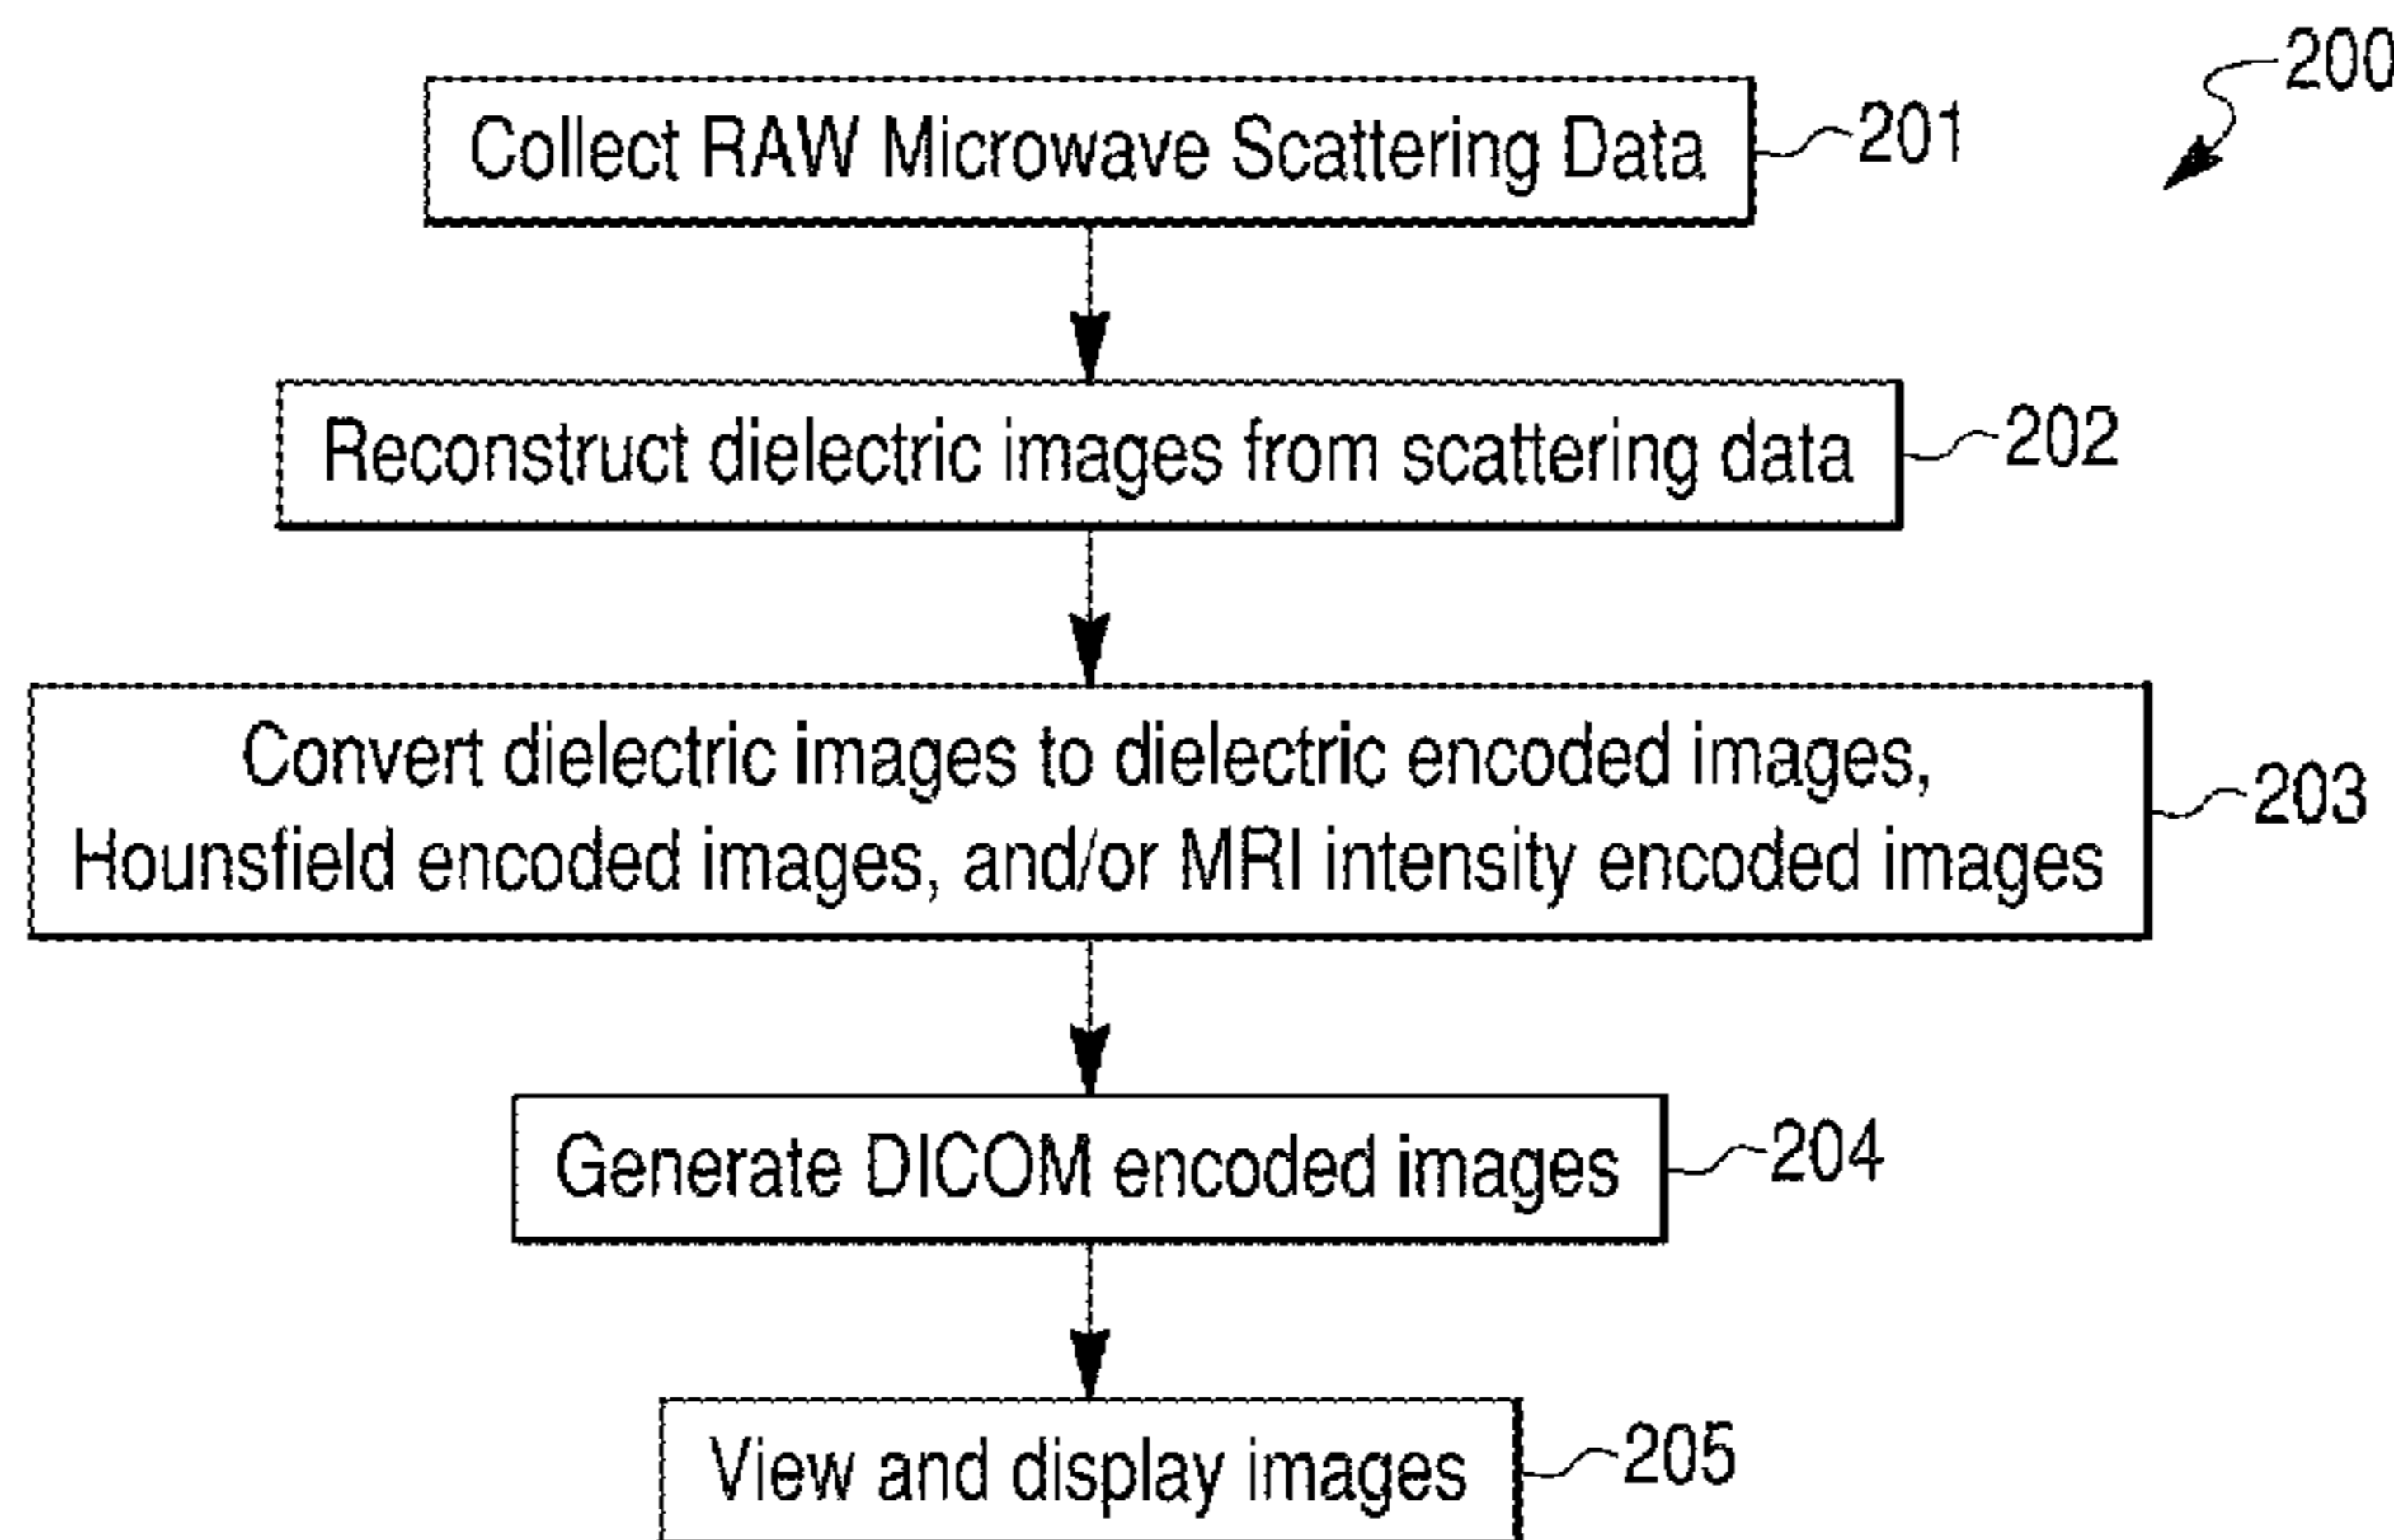 200
Collect RAW Microwave Scattering Data
201
Reconstruct dielectric images from scattering data
202
Convert dielectric images to dielectric encoded images,
Hounsfield encoded images, and/or MRI intensity encoded images
203
Generate DICOM encoded images
204
View and display images
205